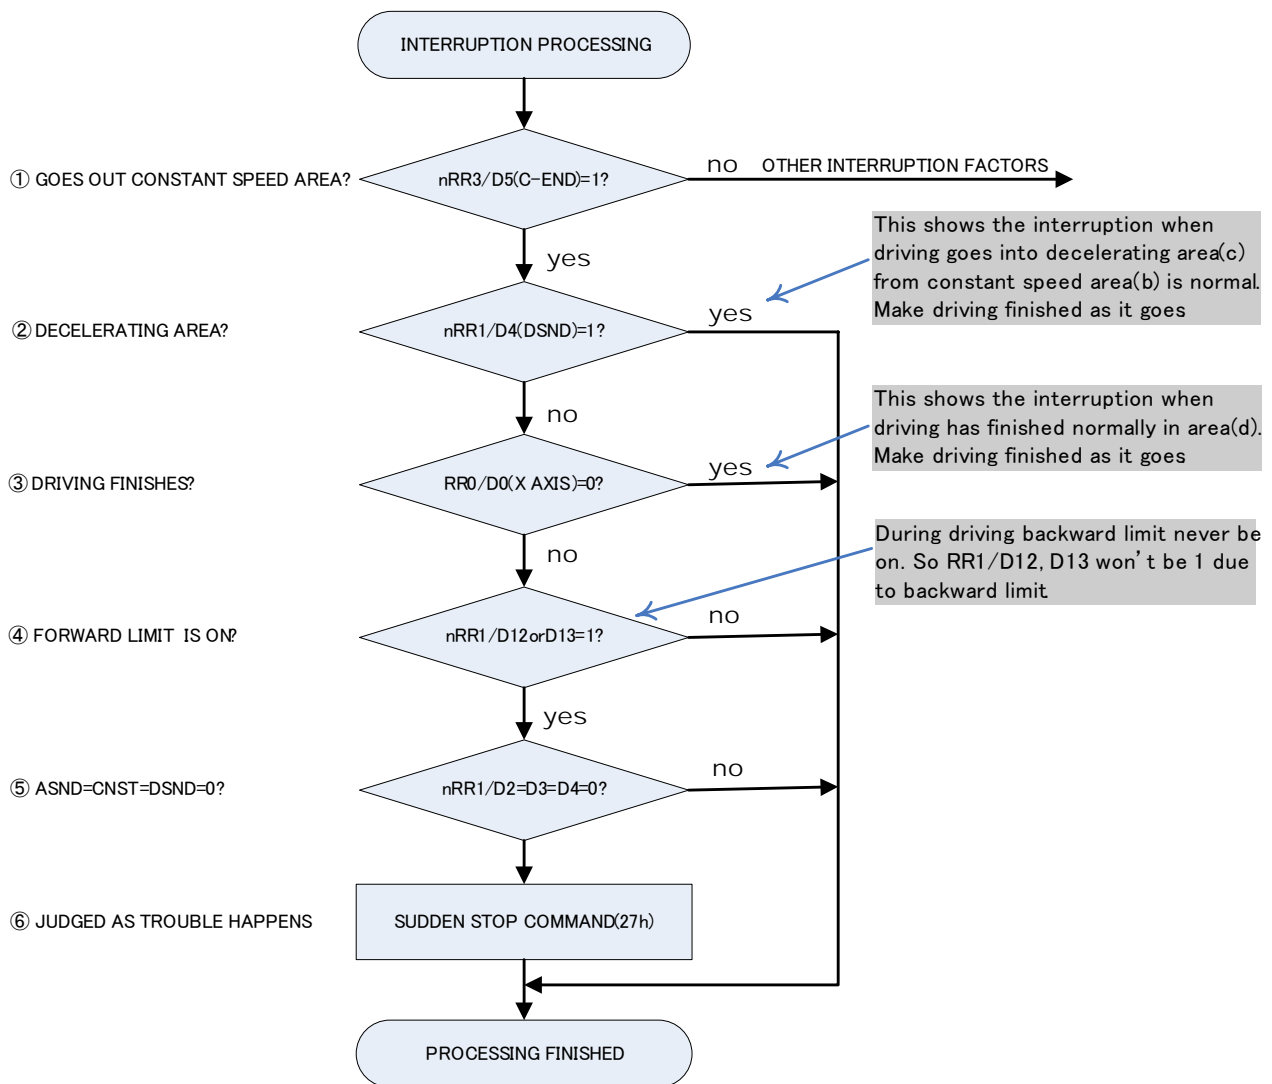 INTERRUPTION PROCESSING
① GOES OUT CONSTANT SPEED AREA?
nRR3/D5(C-END)=1?
no
OTHER INTERRUPTION FACTORS
yes
This shows the interruption when
driving goes into decelerating area(c)
from constant speed area(b) is normal.
Make driving finished as it goes
② DECELERATING AREA?
nRR1/D4(DSND)=1?
yes
no
This shows the interruption when
driving has finished normally in area(d).
Make driving finished as it goes
③ DRIVING FINISHES?
RR0/D0(X AXIS)=0?
yes
no
During driving backward limit never be
on. So RR1/D12, D13 won't be 1 due
to backward limit
④ FORWARD LIMIT IS ON?
nRR1/D12orD13=1?
no
yes
⑤ ASND=CNST=DSND=0?
nRR1/D2=D3=D4=0?
no
⑥ JUDGED AS TROUBLE HAPPENS
SUDDEN STOP COMMAND(27h)
PROCESSING FINISHED